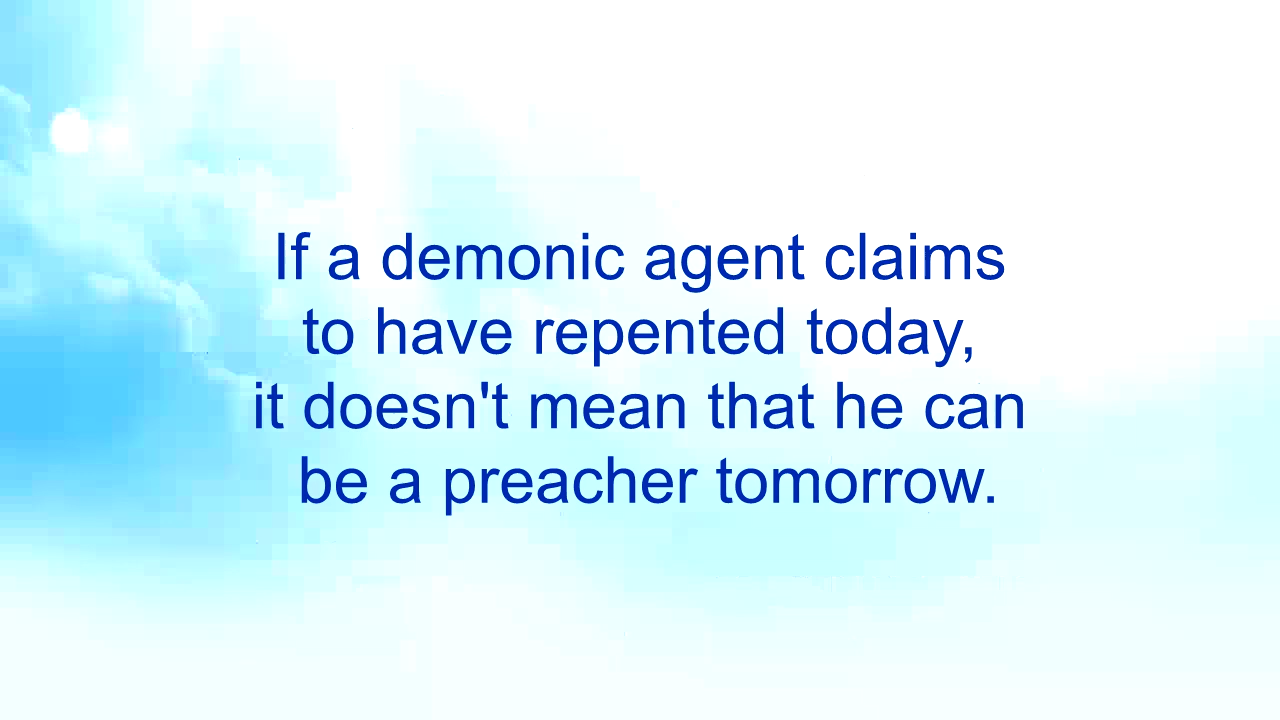 If a demonic agent claims
to have repented today,
it doesn't mean that he can
be a preacher tomorrow.